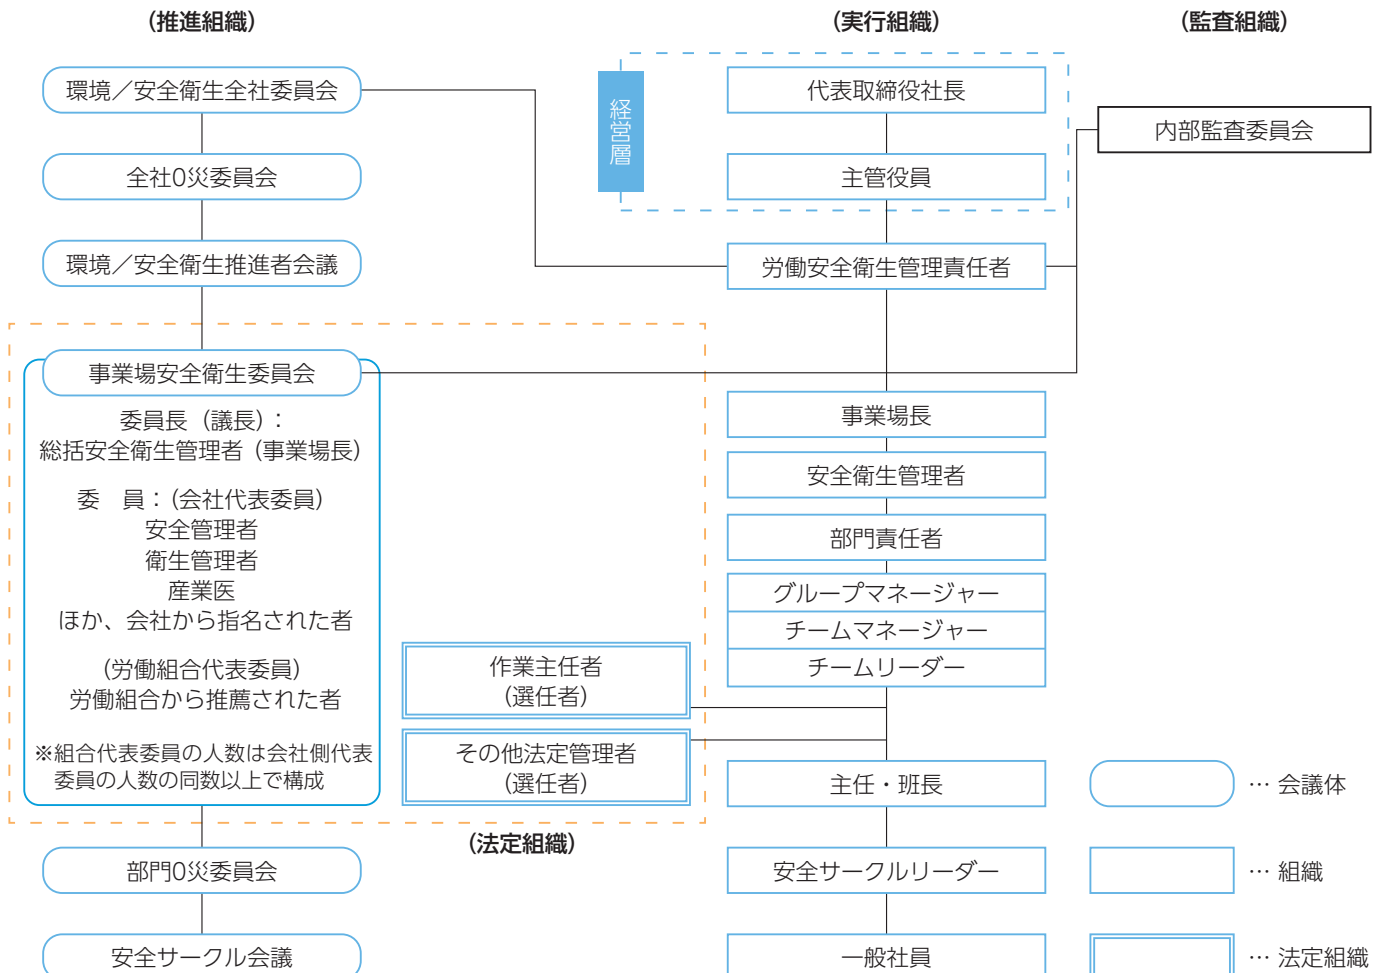 (推進組織)
(実行組織)
(監査組織)
環境／安全衛生全社委員会
全社0災委員会
環境／安全衛生推進者会議
事業場安全衛生委員会
委員長（議長）：
総括安全衛生管理者（事業場長）
委　員：（会社代表委員）
安全管理者
衛生管理者
産業医
ほか、会社から指名された者
（労働組合代表委員）
労働組合から推薦された者
※組合代表委員の人数は会社側代表
委員の人数の同数以上で構成
部門0災委員会
安全サークル会議
作業主任者
（選任者）
その他法定管理者
（選任者）
(法定組織)
経営層
代表取締役社長
主管役員
労働安全衛生管理責任者
事業場長
安全衛生管理者
部門責任者
グループマネージャー
チームマネージャー
チームリーダー
主任・班長
安全サークルリーダー
一般社員
内部監査委員会
… 会議体
… 組織
… 法定組織